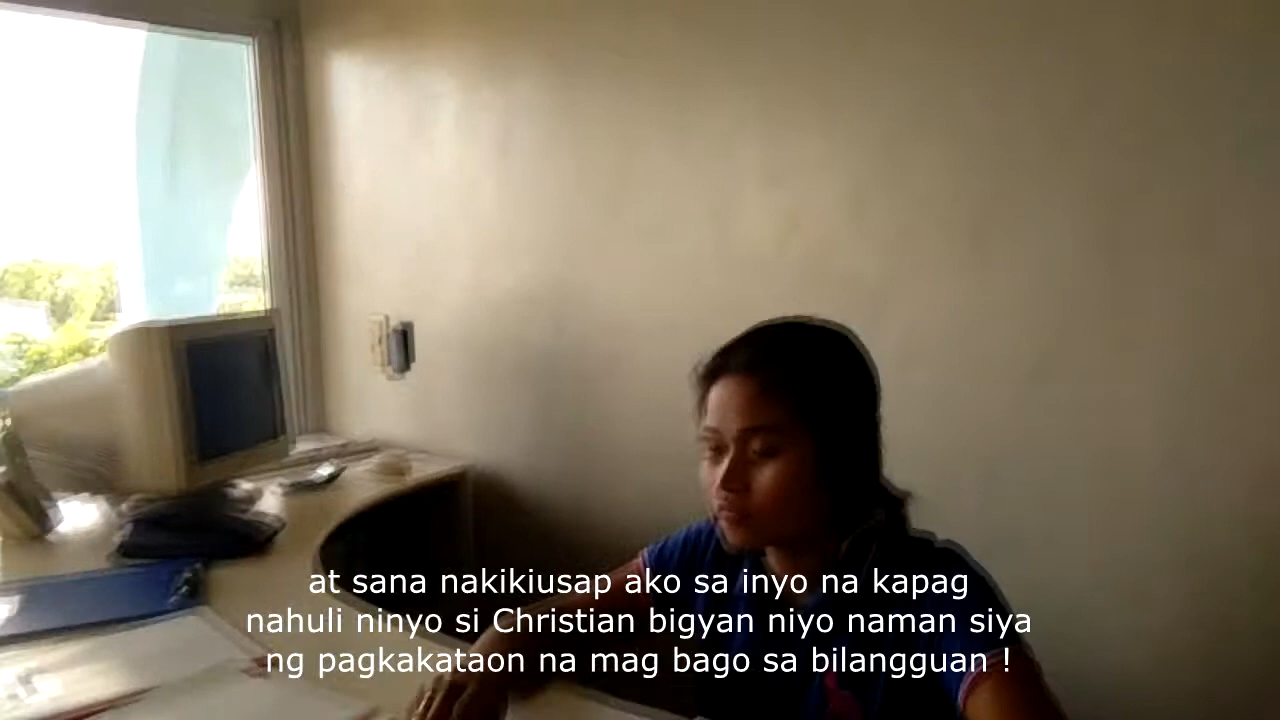 at sana nakikiusap ako sa inyo na kapag
nahuli ninyo si Christian bigyan niyo naman siya
ng pagkakataon na mag bago sa bilangguan !